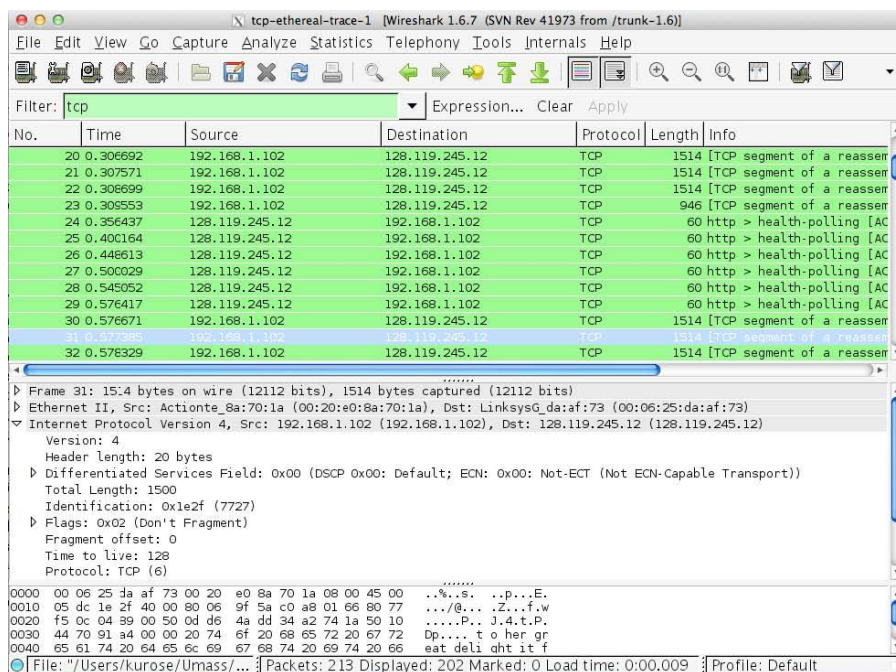 tcp-ethereal-trace-1 [Wireshark 1.6.7 (SVN Rev 41973 from /trunk-1.6)]
File Edit View Go Capture Analyze Statistics Telephony Tools Internals Help
Filter: tcp Expression... Clear Apply
No. Time Source Destination Protocol Length Info
20 0.306692 192.168.1.102 128.119.245.12 TCP 1514 [TCP segment of a reassem
21 0.307571 192.168.1.102 128.119.245.12 TCP 1514 [TCP segment of a reassem
22 0.308699 192.168.1.102 128.119.245.12 TCP 1514 [TCP segment of a reassem
23 0.309553 192.168.1.102 128.119.245.12 TCP 946 [TCP segment of a reassem
24 0.356437 128.119.245.12 192.168.1.102 TCP 60 http > health-polling [AC
25 0.400164 128.119.245.12 192.168.1.102 TCP 60 http > health-polling [AC
26 0.448613 128.119.245.12 192.168.1.102 TCP 60 http > health-polling [AC
27 0.500029 128.119.245.12 192.168.1.102 TCP 60 http > health-polling [AC
28 0.545052 128.119.245.12 192.168.1.102 TCP 60 http > health-polling [AC
29 0.576417 128.119.245.12 192.168.1.102 TCP 60 http > health-polling [AC
30 0.576671 192.168.1.102 128.119.245.12 TCP 1514 [TCP segment of a reassem
31 0.577385 192.168.1.102 128.119.245.12 TCP 1514 [TCP segment of a reassem
32 0.578329 192.168.1.102 128.119.245.12 TCP 1514 [TCP segment of a reassem
Frame 31: 1514 bytes on wire (12112 bits), 1514 bytes captured (12112 bits)
Ethernet II, Src: Actionte_8a:70:1a (00:20:e0:8a:70:1a), Dst: LinksysG_da:af:73 (00:06:25:da:af:73)
Internet Protocol Version 4, Src: 192.168.1.102 (192.168.1.102), Dst: 128.119.245.12 (128.119.245.12)
Version: 4
Header length: 20 bytes
Differentiated Services Field: 0x00 (DSCP 0x00: Default; ECN: 0x00: Not-ECT (Not ECN-Capable Transport))
Total Length: 1500
Identification: 0x1e2f (7727)
Flags: 0x02 (Don't Fragment)
Fragment offset: 0
Time to live: 128
Protocol: TCP (6)
0000 00 06 25 da af 73 00 20 e0 8a 70 1a 08 00 45 00 ..%..s. ..p...E.
0010 05 dc 1e 2f 40 00 80 06 9f 5a c0 a8 01 66 80 77 .../@... .Z...f.w
0020 f5 0c 04 89 00 50 0d d6 4a dd 34 a2 74 1a 50 10 .....P.. J.4.t.P.
0030 44 70 91 a4 00 00 20 74 6f 20 68 65 72 20 67 72 Dp.... t o her gr
0040 65 61 74 20 64 65 6c 69 67 68 74 20 69 74 20 66 eat deli ght it f
File: "/Users/kurose/Umass/... Packets: 213 Displayed: 202 Marked: 0 Load time: 0:00.009 Profile: Default